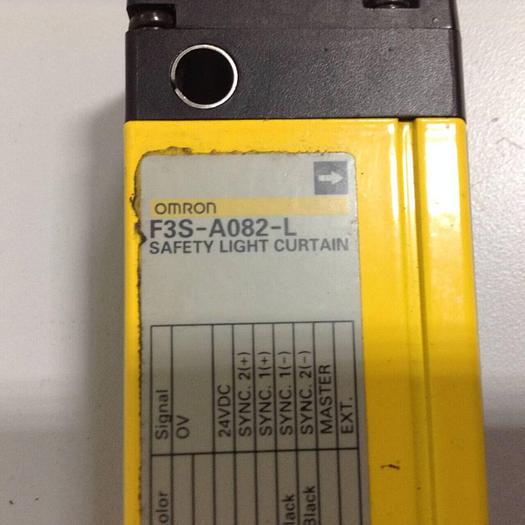 OMRON
F3S-A082-L
SAFETY LIGHT CURTAIN
Signal
0V
24VDC
SYNC. 2(+)
SYNC. 1(+)
SYNC. 1(-)
SYNC. 2(-)
MASTER
EXT.
olor
lack
Black